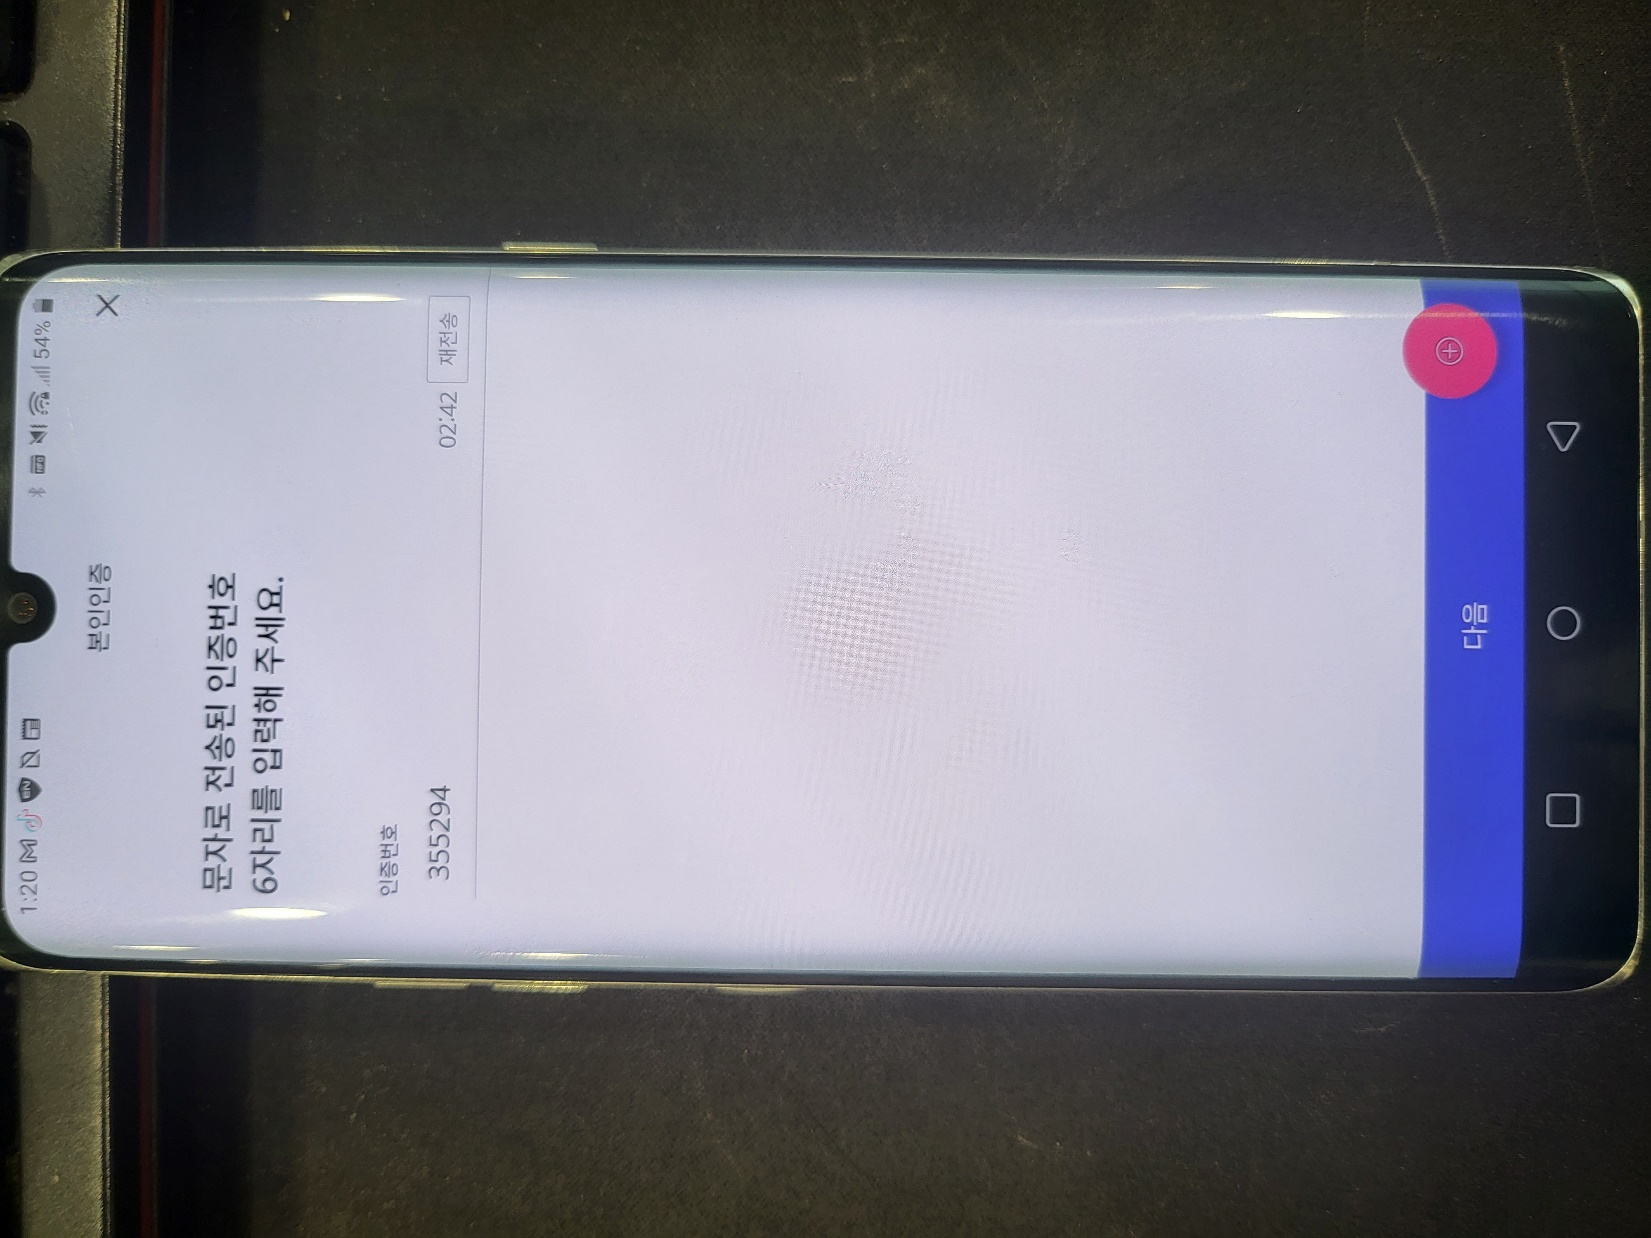 1:20
54%
본인인증
문자로 전송된 인증번호
6자리를 입력해 주세요.
인증번호
355294 02:42 재전송
다음